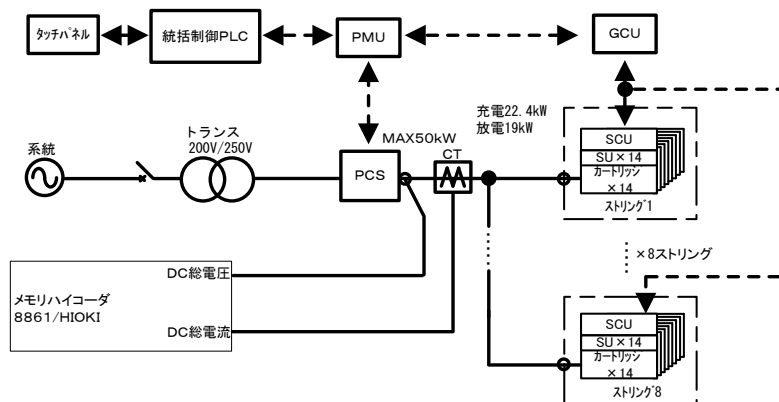 タッチパネル
統括制御PLC
PMU
GCU
系統
トランス
200V/250V
PCS
MAX50kW
CT
充電22.4kW
放電19kW
SCU
SU×14
カートリッジ
×14
ストリング1
×8ストリング
メモリハイコーダ
8861/HIOKI
DC総電圧
DC総電流
SCU
SU×14
カートリッジ
×14
ストリング8